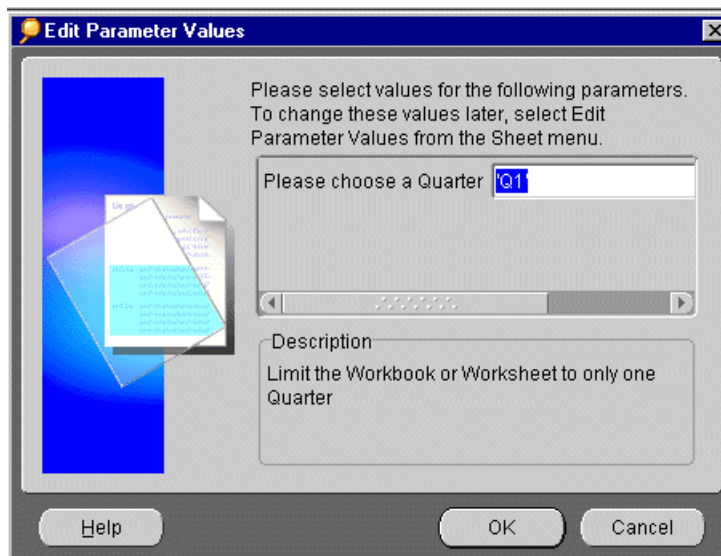 Edit Parameter Values
Please select values for the following parameters.
To change these values later, select Edit
Parameter Values from the Sheet menu.
Please choose a Quarter 'Q1'
Description
Limit the Workbook or Worksheet to only one
Quarter
Help OK Cancel